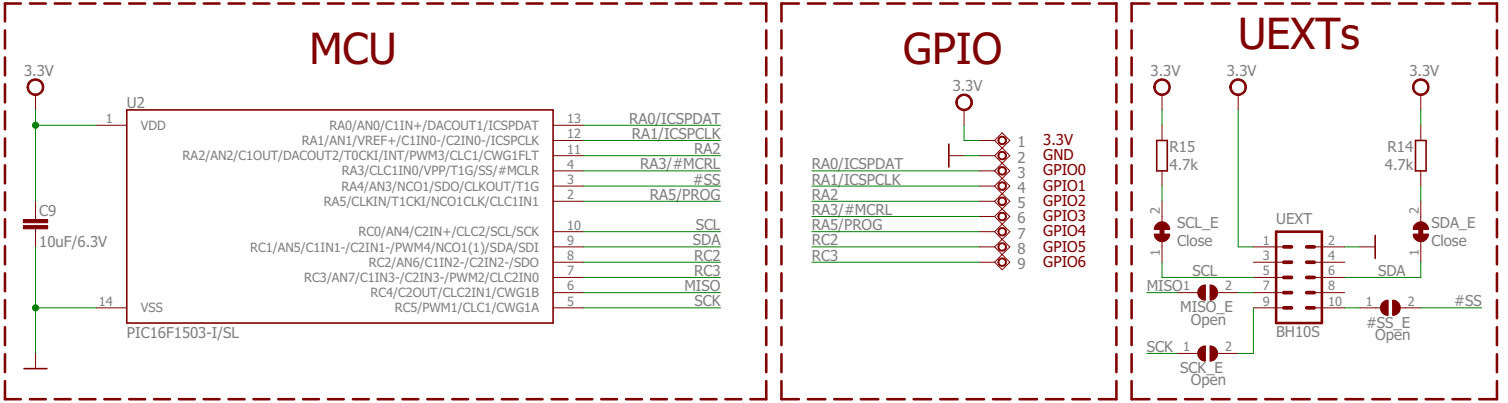 MCU
3.3V
U2
1
VDD
14
VSS
C9
10uF/6.3V
RA0/AN0/C1IN+/DACOUT1/ICSPDAT
13
RA0/ICSPDAT
RA1/AN1/VREF+/C1IN0-/C2IN0-/ICSPCLK
12
RA1/ICSPCLK
RA2/AN2/C1OUT/DACOUT2/T0CKI/INT/PWM3/CLC1/CWG1FLT
11
RA2
RA3/CLC1IN0/VPP/T1G/SS/#MCLR
4
RA3/#MCRL
RA4/AN3/NCO1/SDO/CLKOUT/T1G
3
#SS
RA5/CLKIN/T1CKI/NCO1CLK/CLC1IN1
2
RA5/PROG
RC0/AN4/C2IN+/CLC2/SCL/SCK
10
SCL
RC1/AN5/C1IN1-/C2IN1-/PWM4/NCO1(1)/SDA/SDI
9
SDA
RC2/AN6/C1IN2-/C2IN2-/SDO
8
RC2
RC3/AN7/C1IN3-/C2IN3-/PWM2/CLC2IN0
7
RC3
RC4/C2OUT/CLC2IN1/CWG1B
6
MISO
RC5/PWM1/CLC1/CWG1A
5
SCK
PIC16F1503-I/SL
GPIO
3.3V
1 3.3V
2 GND
RA0/ICSPDAT 3 GPIO0
RA1/ICSPCLK 4 GPIO1
RA2 5 GPIO2
RA3/#MCRL 6 GPIO3
RA5/PROG 7 GPIO4
RC2 8 GPIO5
RC3 9 GPIO6
UEXTs
3.3V
3.3V
3.3V
R15
4.7k
R14
4.7k
2
SCL_E
Close
1
UEXT
2
SDA_E
Close
1
1 2
3 4
SCL 5 6 SDA
MISO 1 2 7 8
MISO_E
Open
9 10 1 2 #SS
#SS_E
Open
BH10S
SCK 1 2
SCK_E
Open